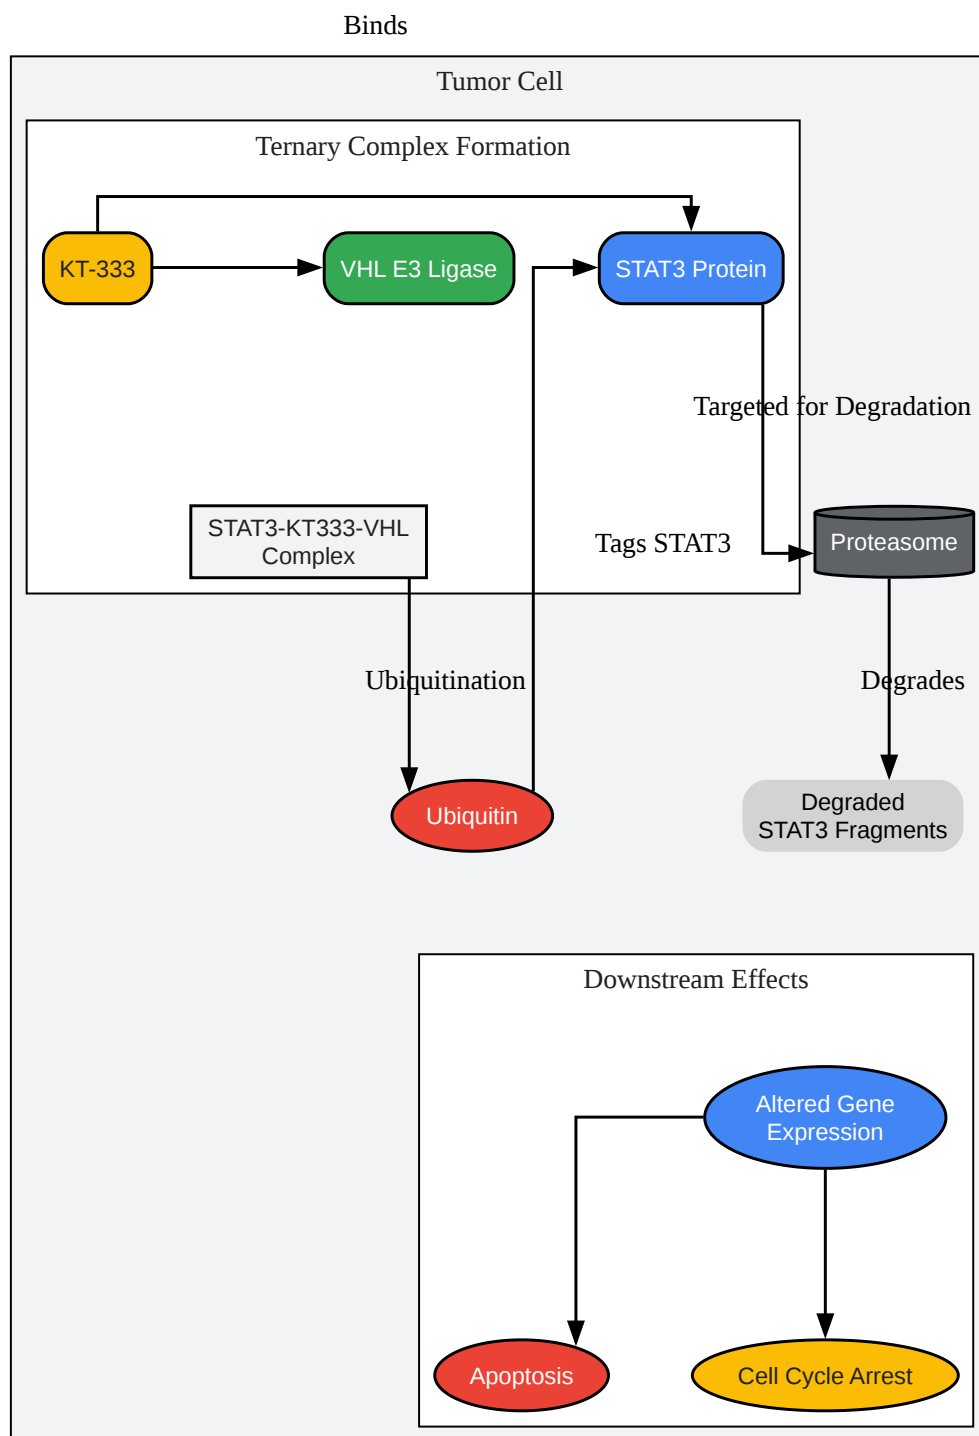 Binds
Tumor Cell
Ternary Complex Formation
KT-333
VHL E3 Ligase
STAT3 Protein
Targeted for Degradation
STAT3-KT333-VHL
Complex
Tags STAT3
Proteasome
Ubiquitination
Degrades
Ubiquitin
Degraded
STAT3 Fragments
Downstream Effects
Altered Gene
Expression
Apoptosis
Cell Cycle Arrest